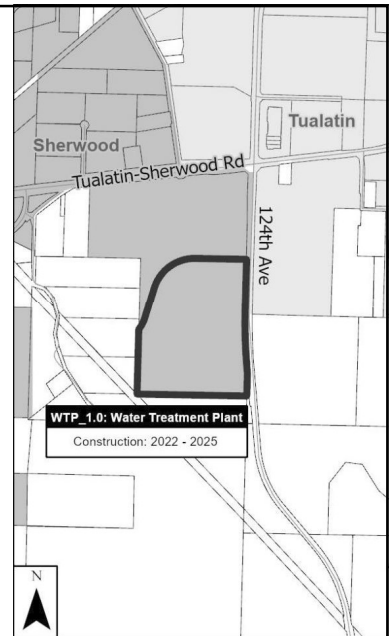 Sherwood
Tualatin
Tualatin-Sherwood Rd
124th Ave
WTP_1.0: Water Treatment Plant
Construction: 2022 - 2025
N